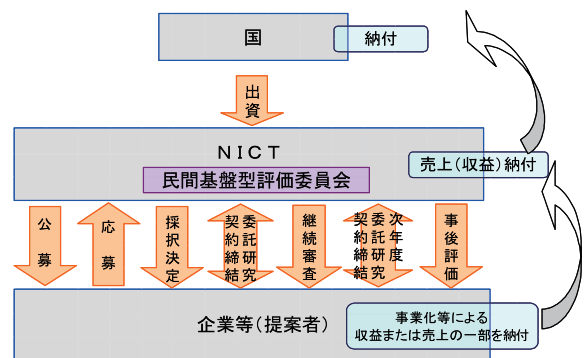 国
納付
出資
NICT
売上(収益)納付
民間基盤型評価委員会
公募
応募
採択決定
委託研究
契約締結
継続審査
次年度
委託研究
契約締結
事後評価
企業等(提案者)
事業化等による
収益または売上の一部を納付